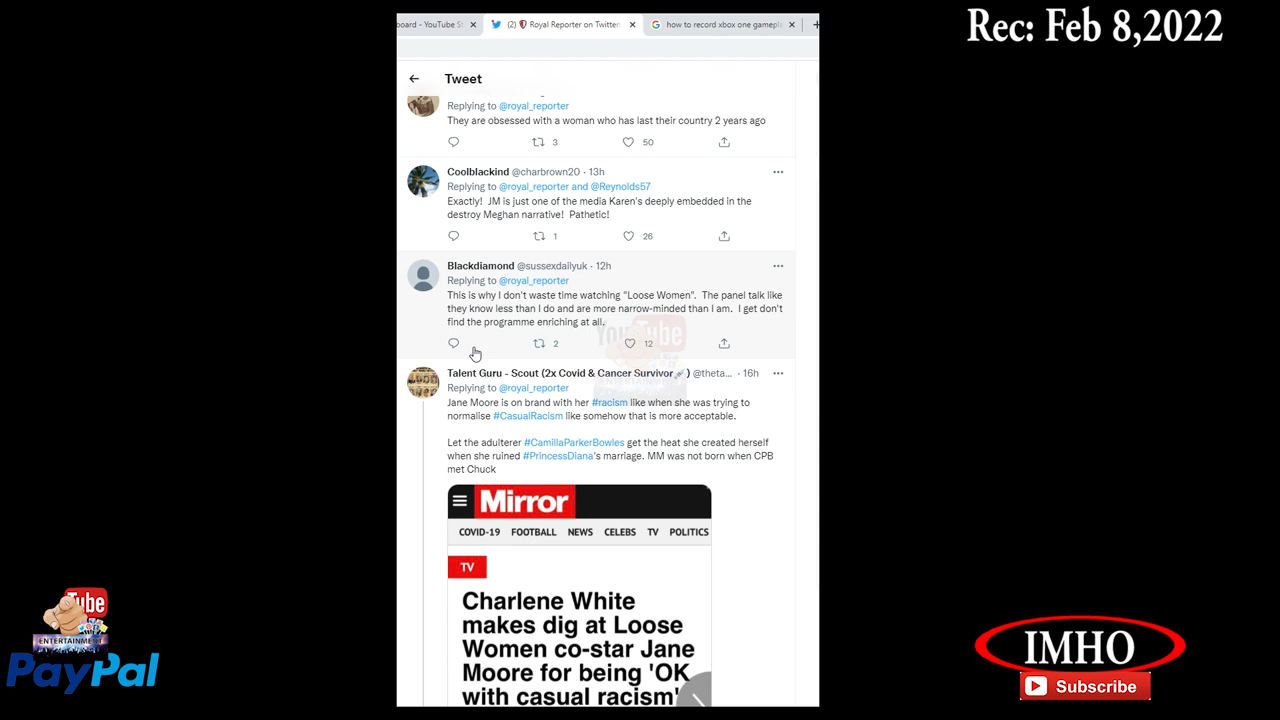 Rec: Feb 8,2022
board - YouTube St
(2) Royal Reporter on Twitter
how to record xbox one gamepla
Tweet
Replying to @royal_reporter
They are obsessed with a woman who has last their country 2 years ago
3
50
Coolblackind @charbrown20 · 13h
Replying to @royal_reporter and @Reynolds57
Exactly! JM is just one of the media Karen's deeply embedded in the
destroy Meghan narrative! Pathetic!
1
26
Blackdiamond @sussexdailyuk · 12h
Replying to @royal_reporter
This is why I don't waste time watching "Loose Women". The panel talk like
they know less than I do and are more narrow-minded than I am. I get don't
find the programme enriching at all.
2
12
YouTube
ENTERTAINMENT
Talent Guru - Scout (2x Covid & Cancer Survivor💉) @theta... · 16h
Replying to @royal_reporter
Jane Moore is on brand with her #racism like when she was trying to
normalise #CasualRacism like somehow that is more acceptable.
Let the adulterer #CamillaParkerBowles get the heat she created herself
when she ruined #PrincessDiana's marriage. MM was not born when CPB
met Chuck
Mirror
COVID-19 FOOTBALL NEWS CELEBS TV POLITICS
TV
Charlene White
makes dig at Loose
Women co-star Jane
Moore for being 'OK
with casual racism'
Tube
ENTERTAINMENT
PayPal
IMHO
Subscribe